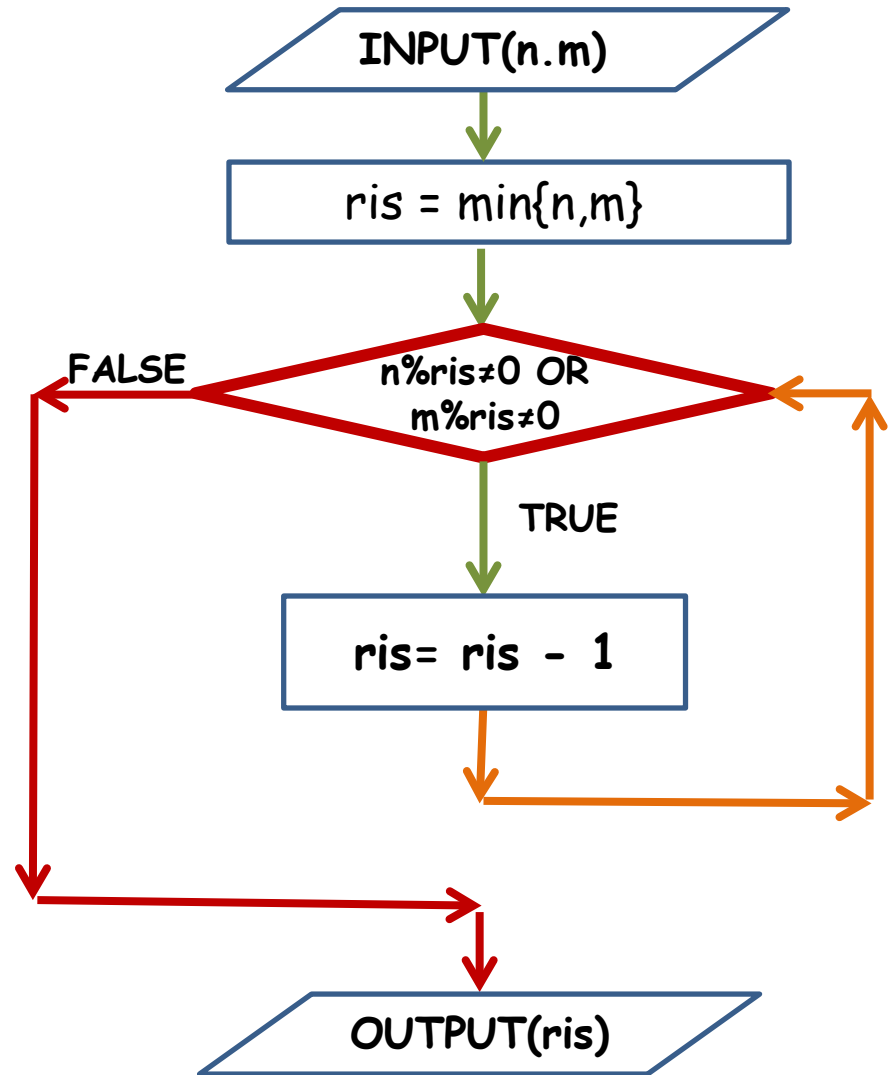 INPUT(n.m)
ris = min{n,m}
FALSE
n%ris≠0 OR
m%ris≠0
TRUE
ris= ris - 1
OUTPUT(ris)